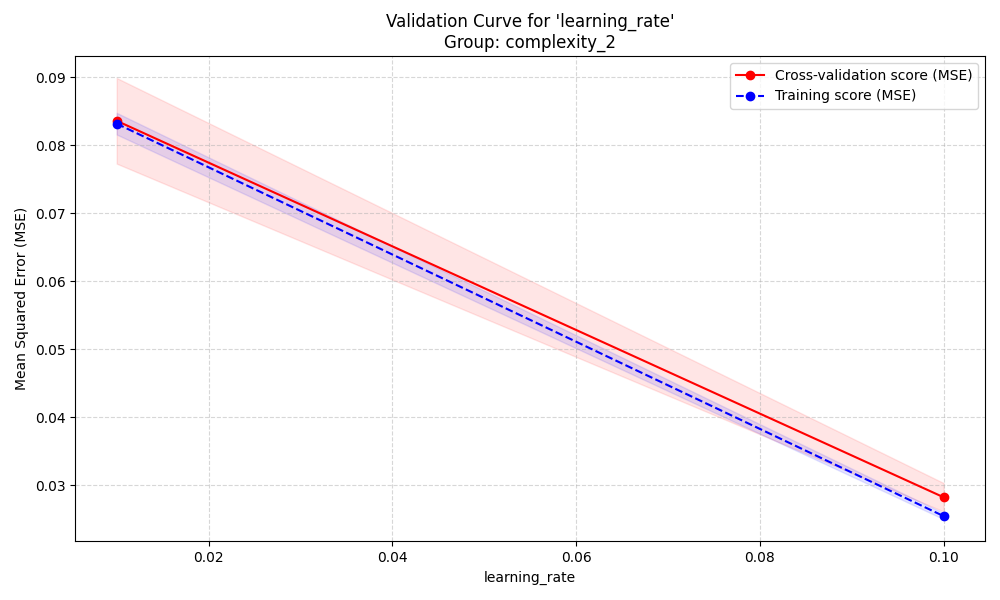 Validation Curve for 'learning_rate'
Group: complexity_2
Cross-validation score (MSE)
Training score (MSE)
Mean Squared Error (MSE)
0.09
0.08
0.07
0.06
0.05
0.04
0.03
0.02
0.04
0.06
0.08
0.10
learning_rate